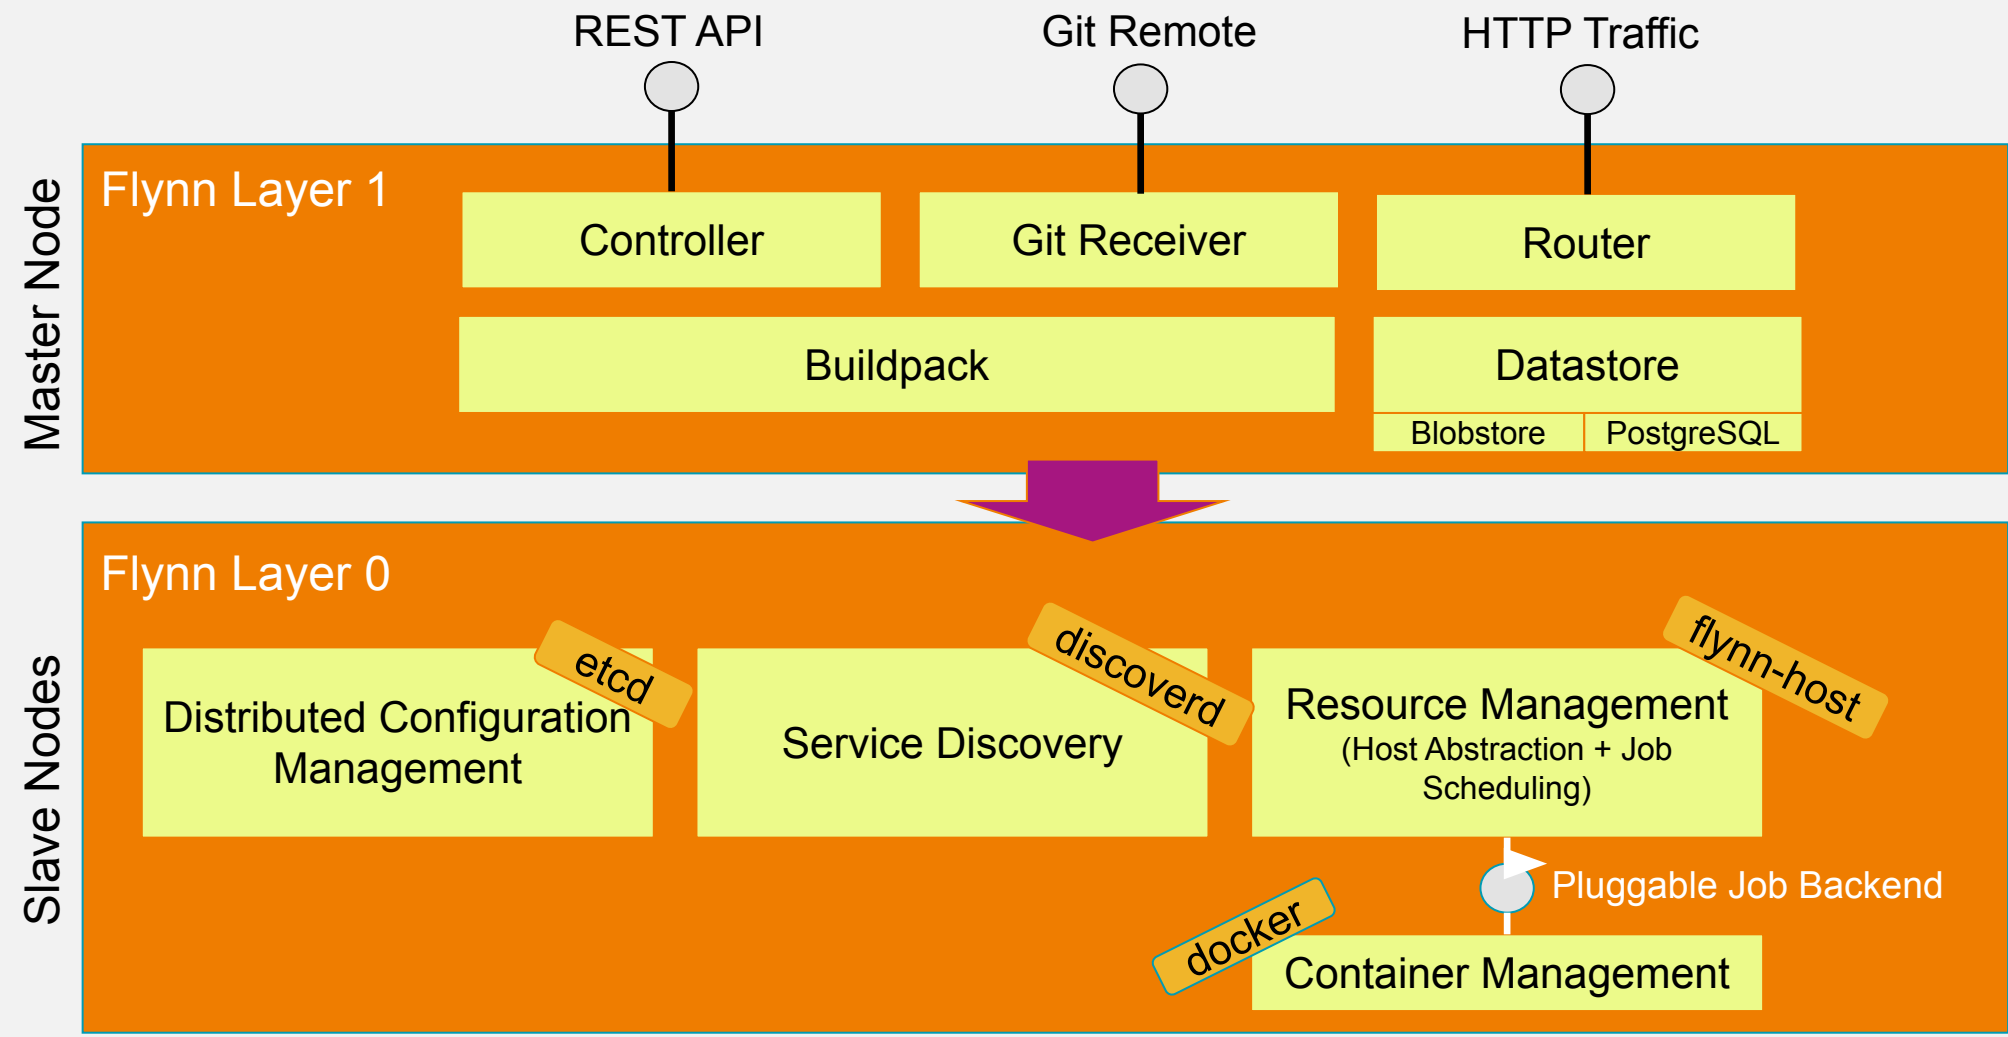 REST API
Git Remote
HTTP Traffic
Master Node
Flynn Layer 1
Controller
Git Receiver
Router
Buildpack
Datastore
Blobstore
PostgreSQL
Slave Nodes
Flynn Layer 0
etcd
discoverd
flynn-host
Distributed Configuration
Management
Service Discovery
Resource Management
(Host Abstraction + Job
Scheduling)
Pluggable Job Backend
docker
Container Management